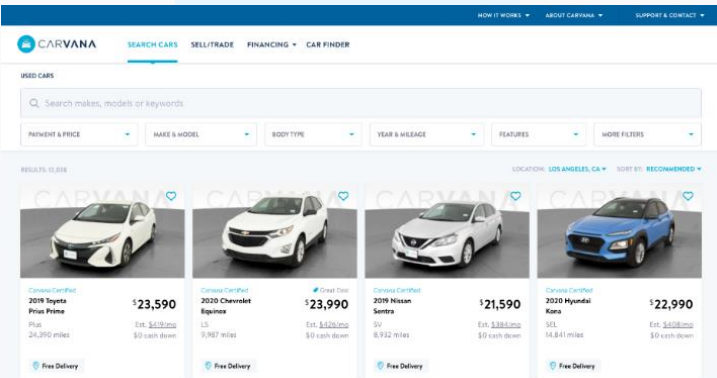 HOW IT WORKS ABOUT CARVANA SUPPORT & CONTACT
CARVANA SEARCH CARS SELL/TRADE FINANCING CAR FINDER
USED CARS
Search makes, models or keywords
PAYMENT & PRICE MAKE & MODEL BODY TYPE YEAR & MILEAGE FEATURES MORE FILTERS
LOCATION: LOS ANGELES, CA SORT BY: RECOMMENDED
CARVANA CARVANA CARVANA CARVANA
Carvana Certified
2019 Toyota
Prius Prime
$23,590
Plus
Est. $419/mo
24,390 miles
$0 cash down
Free Delivery
Carvana Certified
Great Deal
2020 Chevrolet
Equinox
$23,990
LS
Est. $426/mo
9,987 miles
$0 cash down
Free Delivery
Carvana Certified
2019 Nissan
Sentra
$21,590
SV
Est. $384/mo
8,932 miles
$0 cash down
Free Delivery
Carvana Certified
2020 Hyundai
Kona
$22,990
SEL
Est. $408/mo
14,841 miles
$0 cash down
Free Delivery